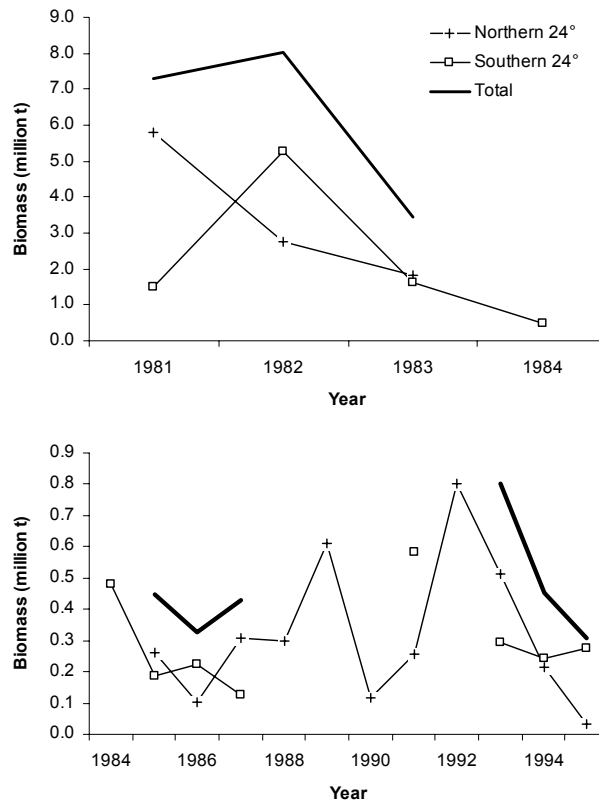 9.0
8.0
7.0
6.0
5.0
4.0
3.0
2.0
1.0
0.0
Biomass (million t)
Northern 24°
Southern 24°
Total
1981 1982 1983 1984
Year
0.9
0.8
0.7
0.6
0.5
0.4
0.3
0.2
0.1
0.0
Biomass (million t)
1984 1986 1988 1990 1992 1994
Year